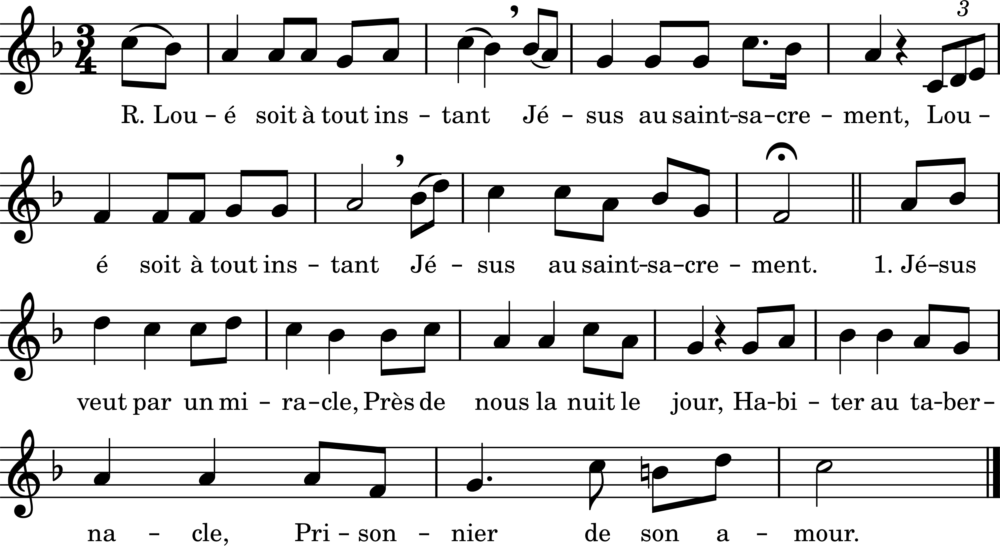 3
3
4
R. Lou – é soit à tout ins – tant Jé – sus au saint–sa–cre – ment, Lou –
é soit à tout ins – tant Jé – sus au saint–sa–cre – ment. 1. Jé–sus
veut par un mi – ra–cle, Près de nous la nuit le jour, Ha–bi – ter au ta–ber –
na – cle, Pri – son – nier de son a – mour.